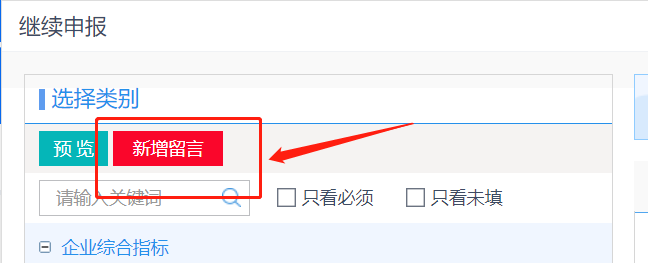 继续申报
选择类别
预 览 新增留言
请输入关键词 只看必须 只看未填
企业综合指标